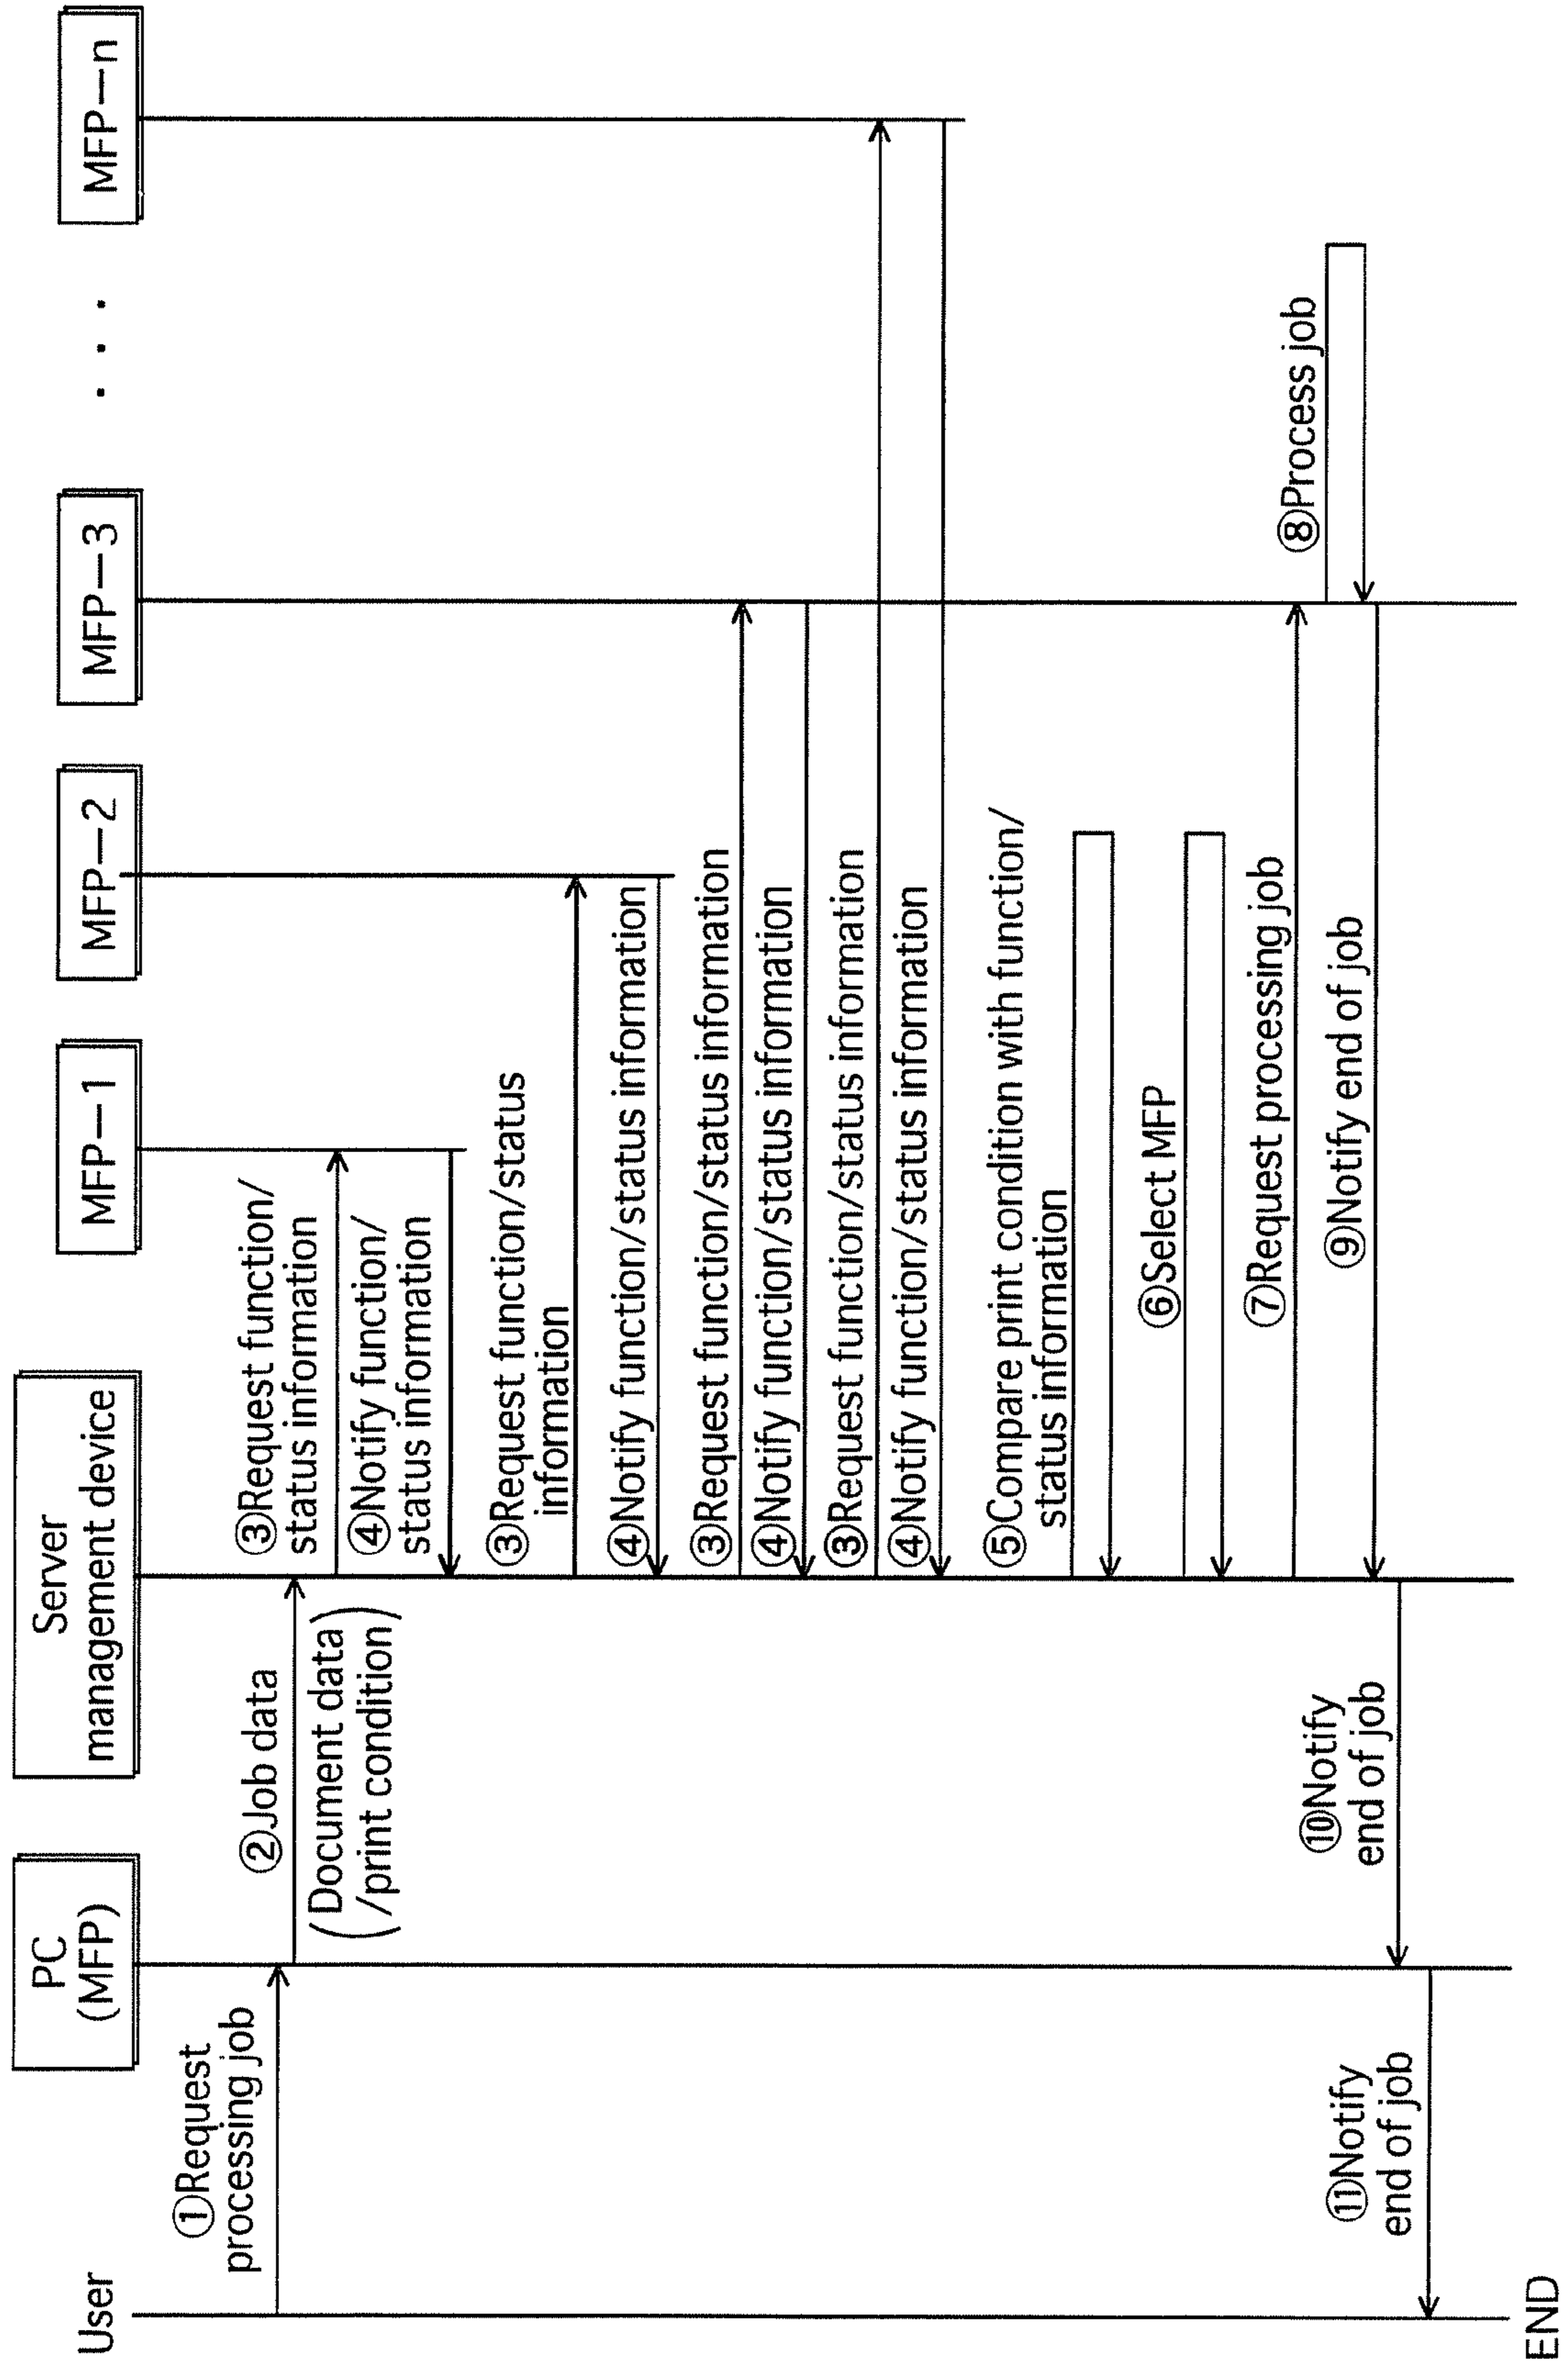 User
PC
(MFP)
Server
management device
MFP—1
MFP—2
MFP—3
· · ·
MFP—n
①Request
processing job
②Job data
(Document data
/print condition)
③Request function/
status information
④Notify function/
status information
③Request function/status
information
④Notify function/status information
③Request function/status information
④Notify function/status information
③Request function/status information
④Notify function/status information
⑤Compare print condition with function/
status information
⑥Select MFP
⑦Request processing job
⑧Process job
⑨Notify end of job
⑩Notify
end of job
⑪Notify
end of job
END